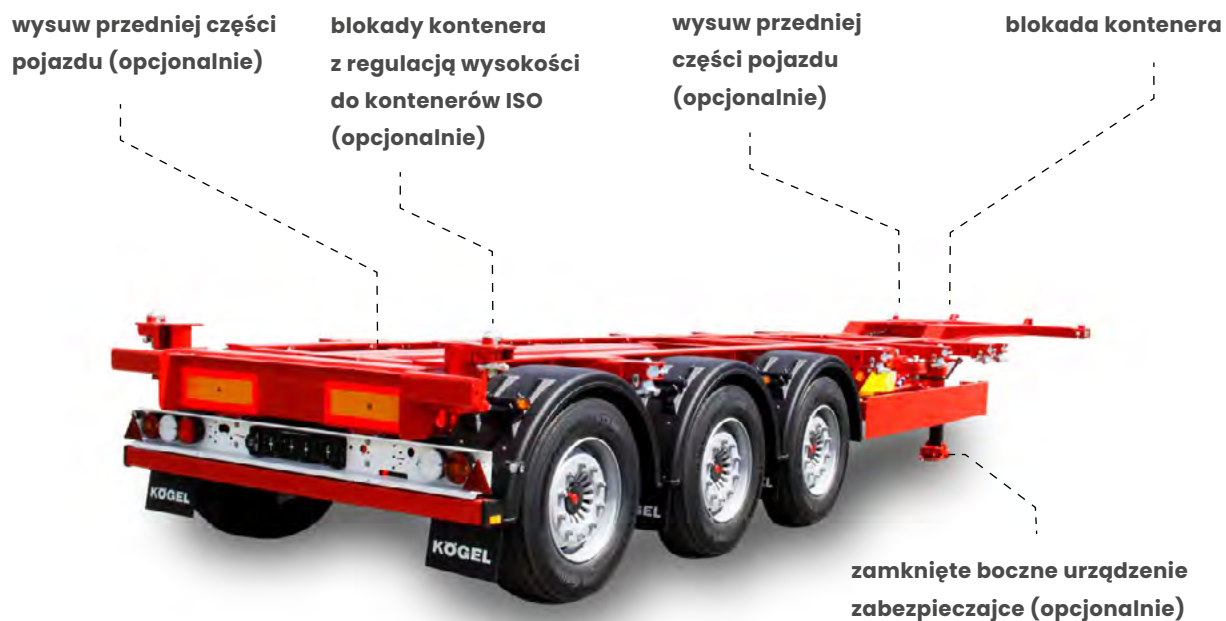 wysuw przedniej części
pojazdu (opcjonalnie)
blokady kontenera
z regulacją wysokości
do kontenerów ISO
(opcjonalnie)
wysuw przedniej
części pojazdu
(opcjonalnie)
blokada kontenera
KÖGEL
KÖGEL
GEL
zamknięte boczne urządzenie
zabezpieczajce (opcjonalnie)